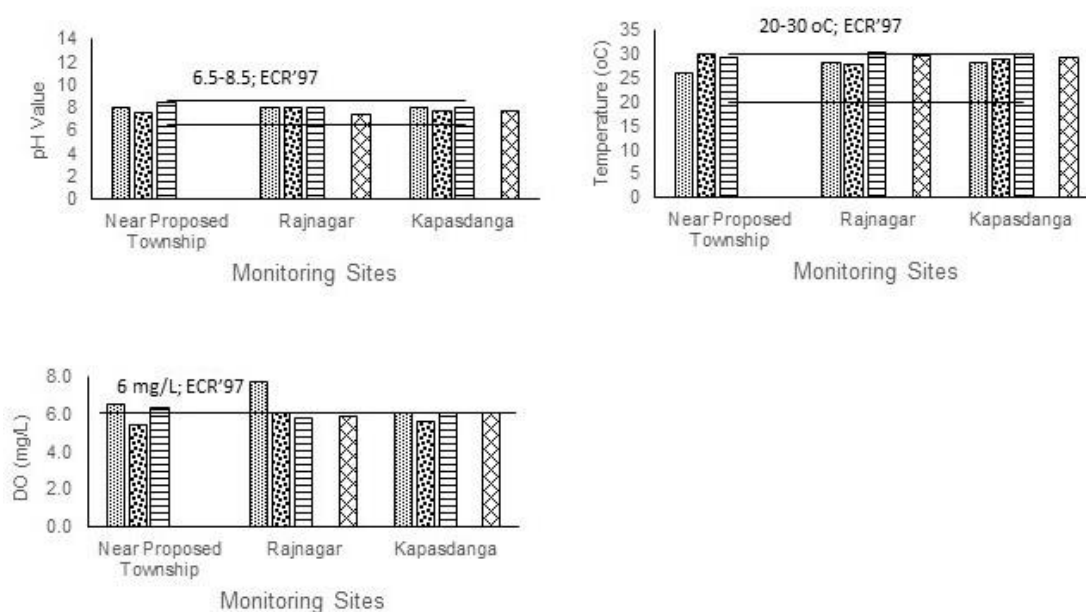 14
12
10
8
6
4
2
0
pH Value
6.5-8.5; ECR'97
Near Proposed
Township
Rajnagar
Kapasdanga
Monitoring Sites
20-30 oC; ECR'97
35
30
25
20
15
10
5
0
Temperature (oC)
Near Proposed
Township
Rajnagar
Kapasdanga
Monitoring Sites
8.0
6.0
4.0
2.0
0.0
DO (mg/L)
6 mg/L; ECR'97
Near Proposed
Township
Rajnagar
Kapasdanga
Monitoring Sites